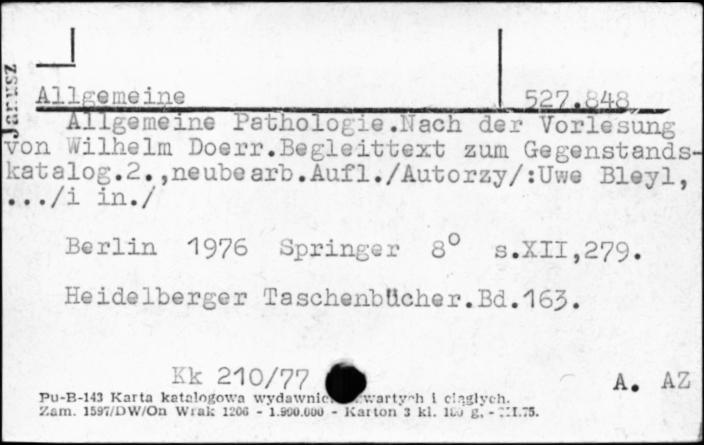 Janusz
Allgemeine 527.848
Allgemeine Pathologie.Nach der Vorlesung
von Wilhelm Doerr.Begleittext zum Gegenstands-
katalog.2.,neubearb.Aufl./Autorzy/:Uwe Bleyl,
.../i in./
Berlin 1976 Springer 8° s.XII,279.
Heidelberger Taschenbücher.Bd.163.
Kk 210/77 A. AZ
Pu-B-143 Karta katalogowa i ciągłych.
Zam. 1597/DW/On Wrak 1206 - 1.990.000 - Karton 3 kl. g.